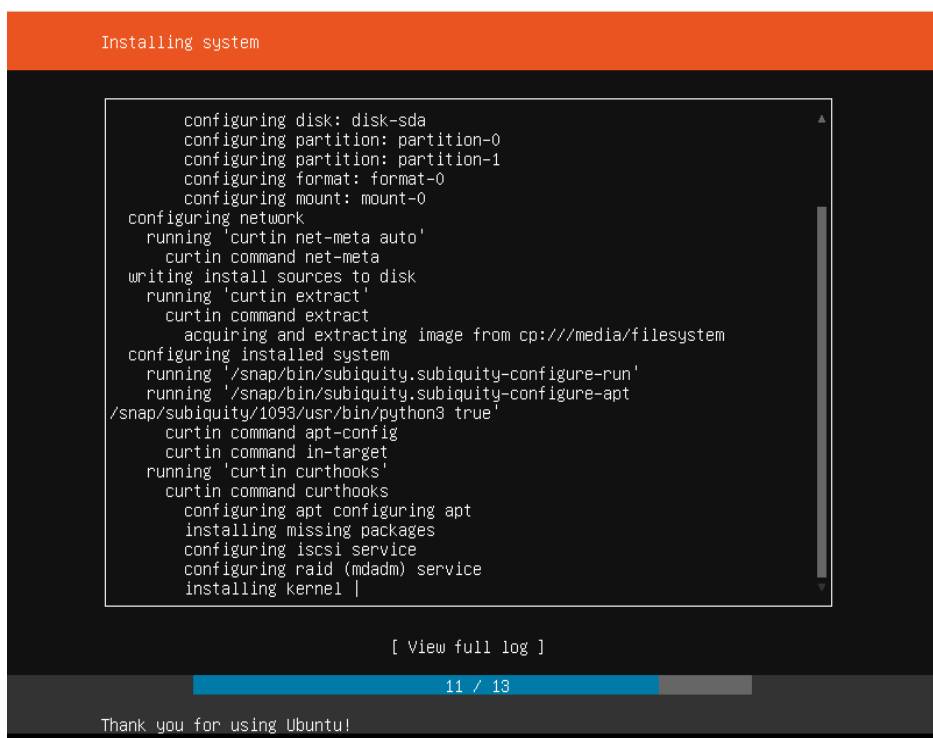 Installing system
configuring disk: disk-sda
configuring partition: partition-0
configuring partition: partition-1
configuring format: format-0
configuring mount: mount-0
configuring network
running 'curtin net-meta auto'
curtin command net-meta
writing install sources to disk
running 'curtin extract'
curtin command extract
acquiring and extracting image from cp:///media/filesystem
configuring installed system
running '/snap/bin/subiquity.subiquity-configure-run'
running '/snap/bin/subiquity.subiquity-configure-apt
/snap/subiquity/1093/usr/bin/python3 true'
curtin command apt-config
curtin command in-target
running 'curtin curthooks'
curtin command curthooks
configuring apt configuring apt
installing missing packages
configuring iscsi service
configuring raid (mdadm) service
installing kernel |
[ View full log ]
11 / 13
Thank you for using Ubuntu!